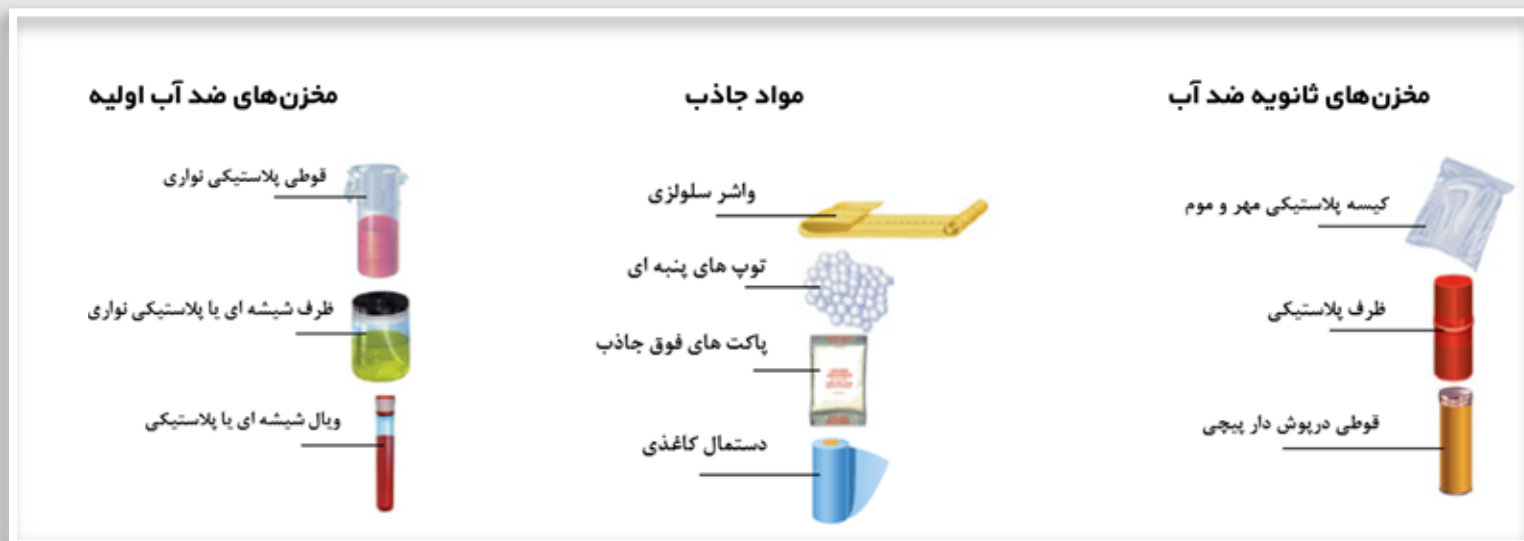 مخزن‌های ثانویه ضد آب
کیسه پلاستیکی مهر و موم
ظرف پلاستیکی
قوطی درپوش دار پیچی
مواد جاذب
واشر سلولزی
توپ های پنبه ای
پاکت های فوق جاذب
دستمال کاغذی
مخزن‌های ضد آب اولیه
قوطی پلاستیکی نواری
ظرف شیشه ای یا پلاستیکی نواری
ویال شیشه ای یا پلاستیکی